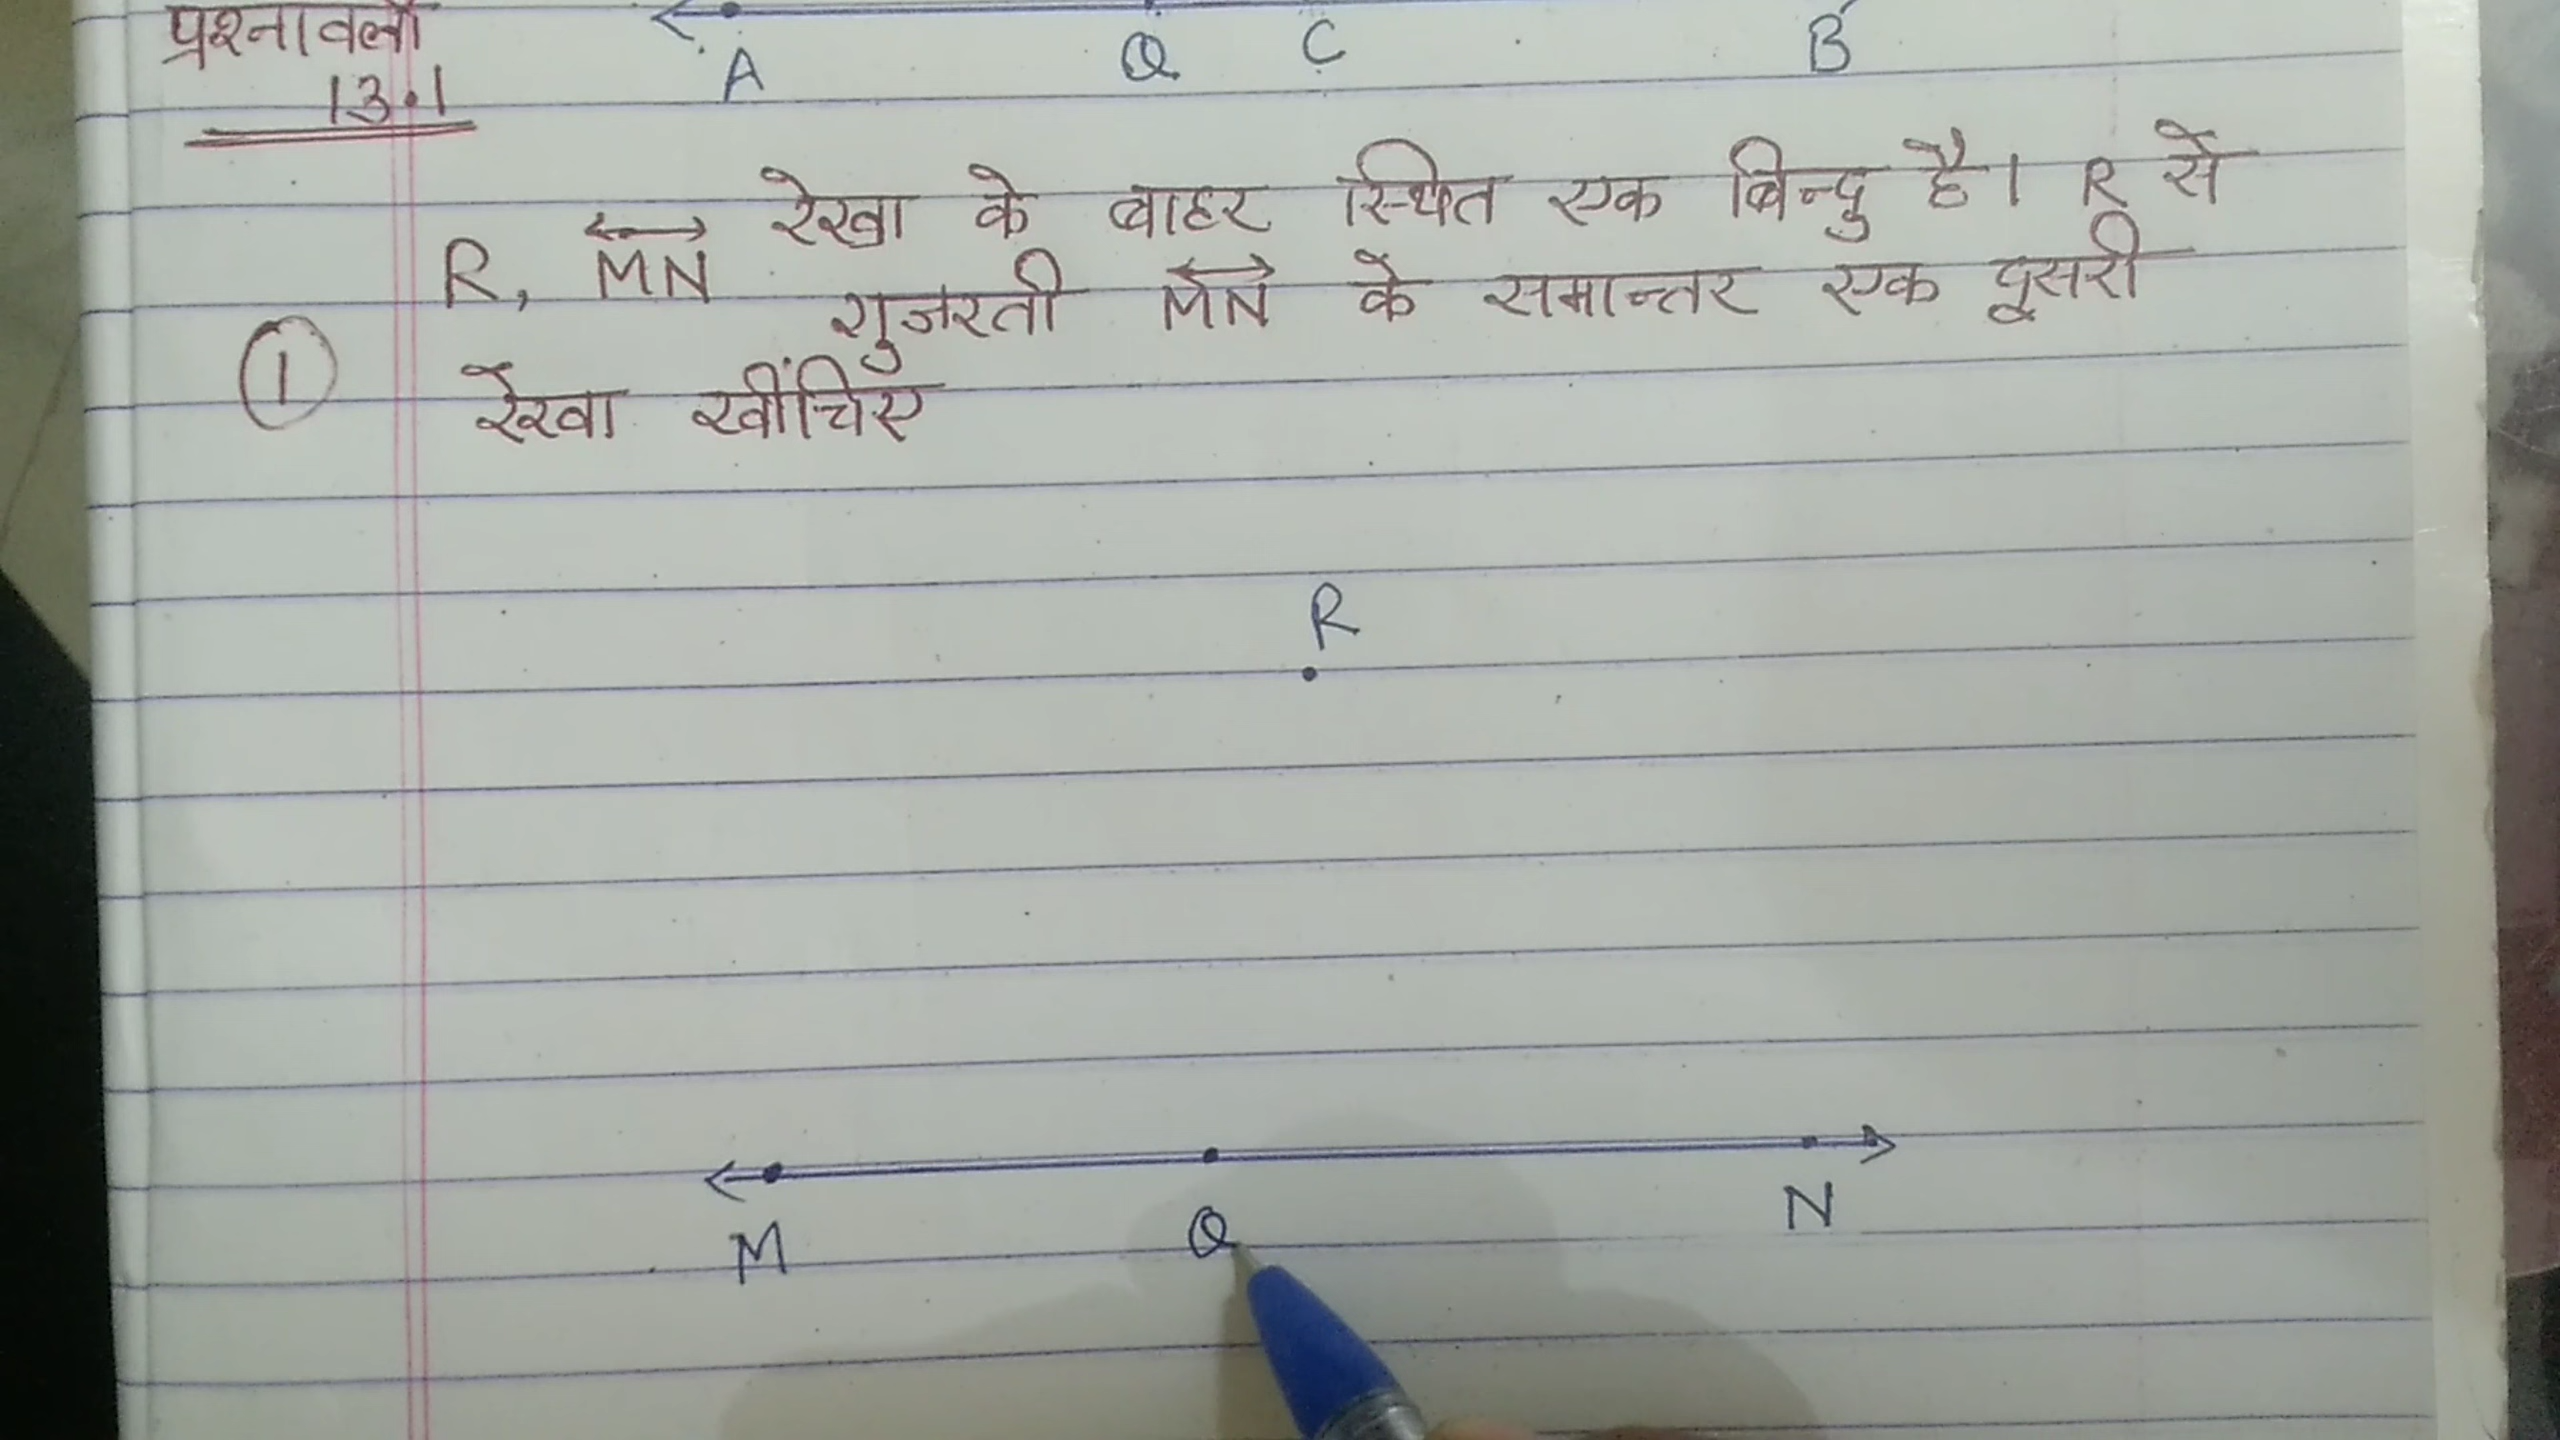 A Q C B
प्रश्नावली
13.1
R, MN रेखा के बाहर स्थित एक बिन्दु है। R से
गुजरती MN के समान्तर एक दूसरी
① रेखा खींचिए
R
M Q N